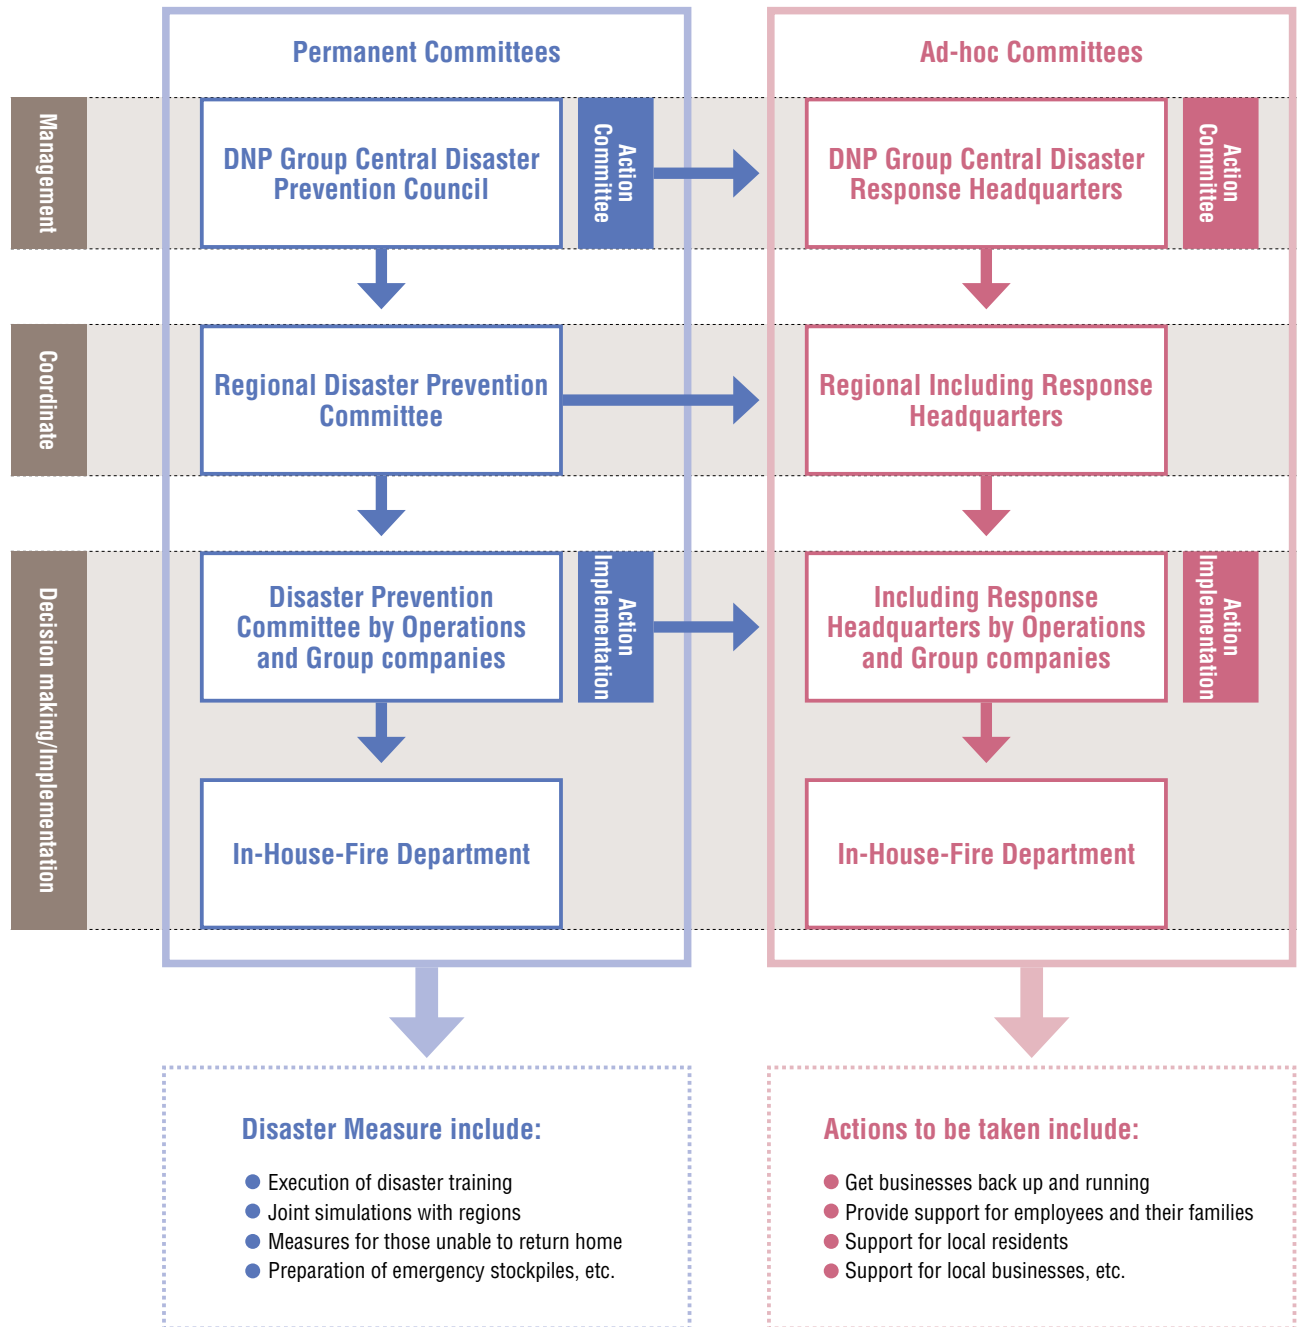 Permanent Committees
Ad-hoc Committees
Management
DNP Group Central Disaster
Prevention Council
Action
Committee
DNP Group Central Disaster
Response Headquarters
Action
Committee
Coordinate
Regional Disaster Prevention
Committee
Regional Including Response
Headquarters
Decision making/Implementation
Disaster Prevention
Committee by Operations
and Group companies
Action
Implementation
Including Response
Headquarters by Operations
and Group companies
Action
Implementation
In-House-Fire Department
In-House-Fire Department
Disaster Measure include:
● Execution of disaster training
● Joint simulations with regions
● Measures for those unable to return home
● Preparation of emergency stockpiles, etc.
Actions to be taken include:
● Get businesses back up and running
● Provide support for employees and their families
● Support for local residents
● Support for local businesses, etc.